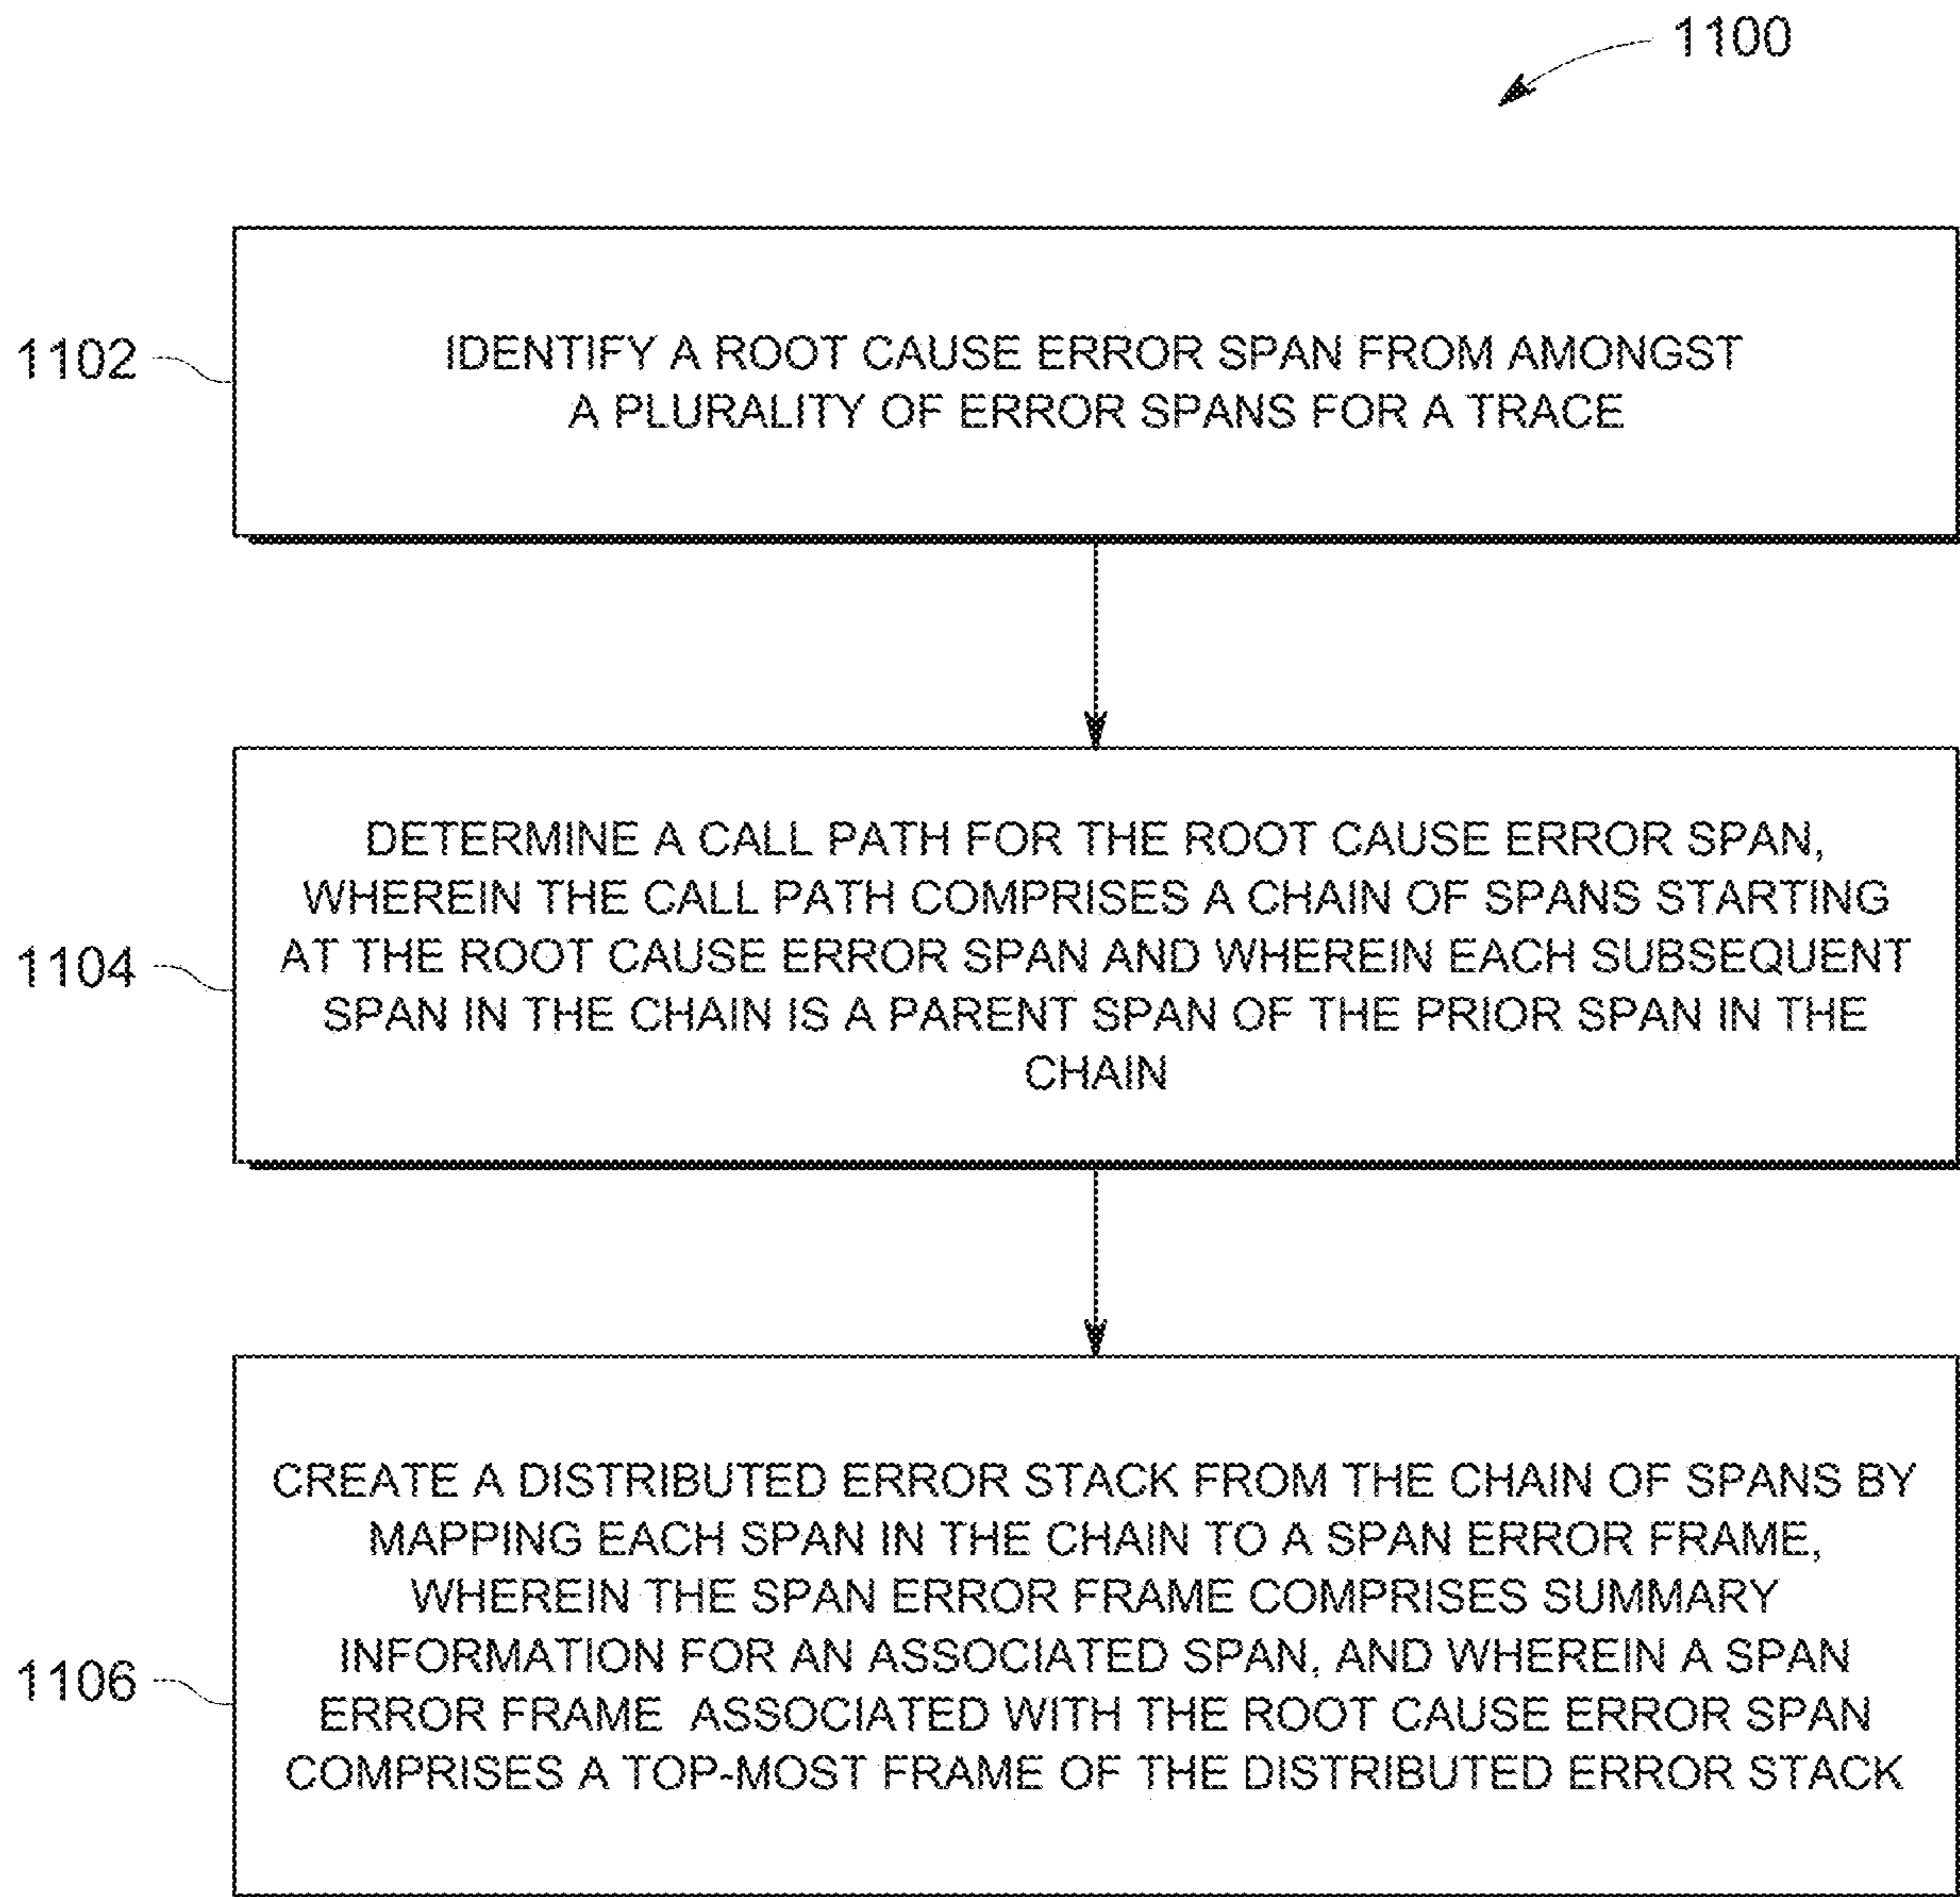 1100
1102
IDENTIFY A ROOT CAUSE ERROR SPAN FROM AMONGST
A PLURALITY OF ERROR SPANS FOR A TRACE
DETERMINE A CALL PATH FOR THE ROOT CAUSE ERROR SPAN,
WHEREIN THE CALL PATH COMPRISES A CHAIN OF SPANS STARTING
1104
AT THE ROOT CAUSE ERROR SPAN AND WHEREIN EACH SUBSEQUENT
SPAN IN THE CHAIN IS A PARENT SPAN OF THE PRIOR SPAN IN THE
CHAIN
CREATE A DISTRIBUTED ERROR STACK FROM THE CHAIN OF SPANS BY
MAPPING EACH SPAN IN THE CHAIN TO A SPAN ERROR FRAME,
WHEREIN THE SPAN ERROR FRAME COMPRISES SUMMARY
INFORMATION FOR AN ASSOCIATED SPAN, AND WHEREIN A SPAN
1106
ERROR FRAME ASSOCIATED WITH THE ROOT CAUSE ERROR SPAN
COMPRISES A TOP-MOST FRAME OF THE DISTRIBUTED ERROR STACK